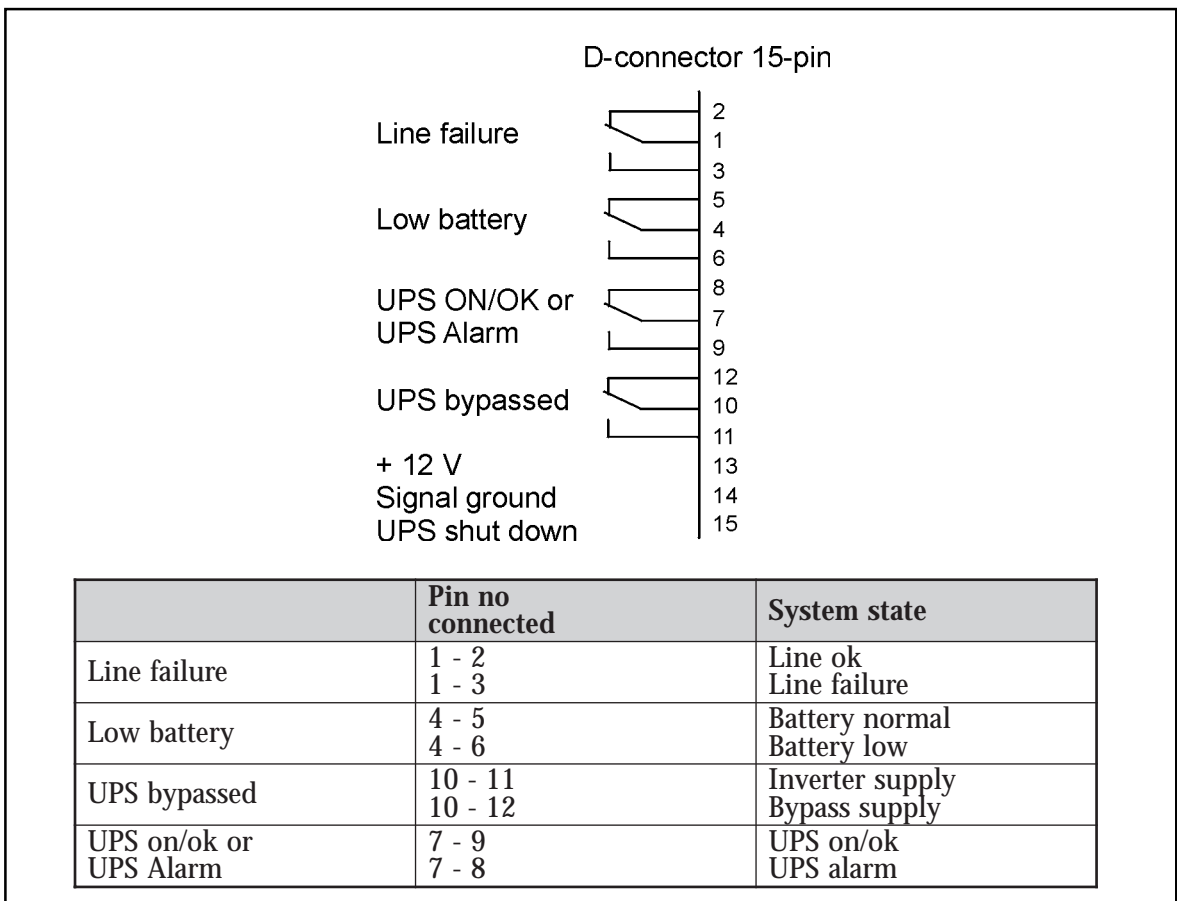 D-connector 15-pin
2
Line failure
1
3
5
Low battery
4
6
8
UPS ON/OK or
7
UPS Alarm
9
12
UPS bypassed
10
11
+ 12 V 13
Signal ground 14
UPS shut down 15
Pin no
connected
System state
Line failure
1 - 2 Line ok
1 - 3 Line failure
Low battery
4 - 5 Battery normal
4 - 6 Battery low
UPS bypassed
10 - 11 Inverter supply
10 - 12 Bypass supply
UPS on/ok or 7 - 9 UPS on/ok
UPS Alarm 7 - 8 UPS alarm